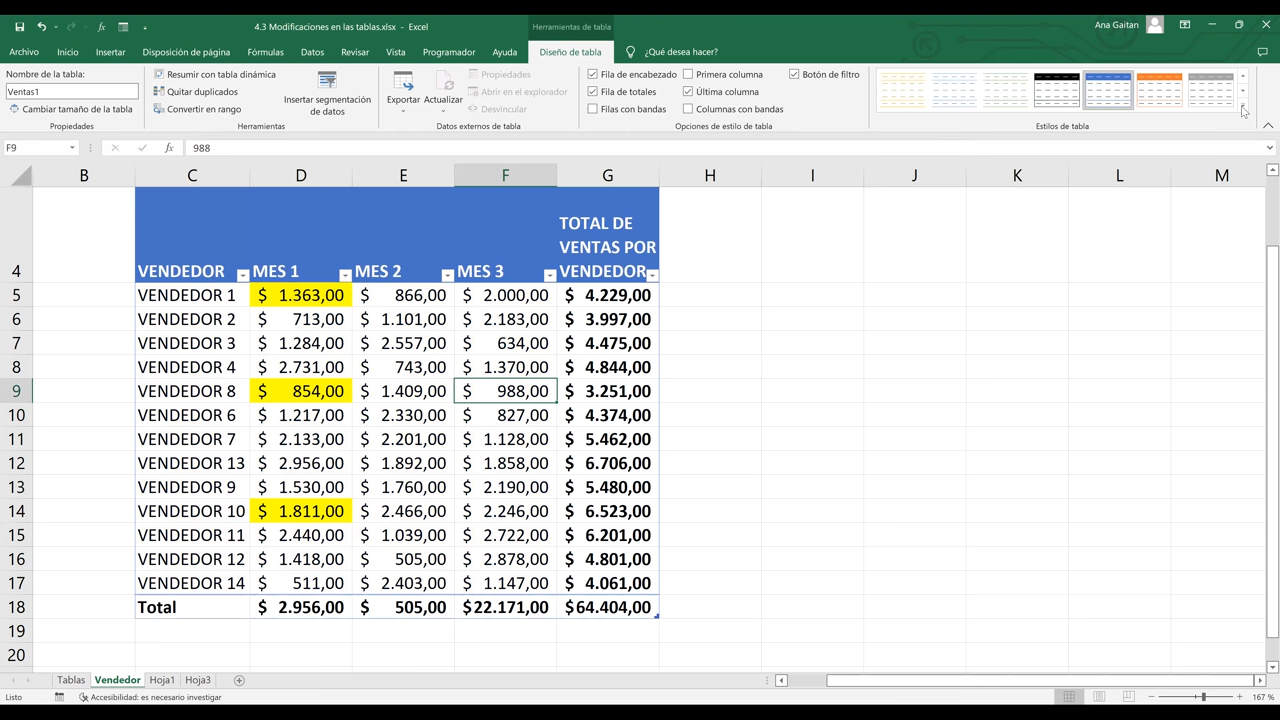 4.3 Modificaciones en las tablas.xlsx - Excel
Herramientas de tabla
Ana Gaitan
Archivo Inicio Insertar Disposición de página Fórmulas Datos Revisar Vista Programador Ayuda Diseño de tabla ¿Qué desea hacer?
Nombre de la tabla:
Ventas1
Cambiar tamaño de la tabla
Propiedades
Resumir con tabla dinámica
Convertir en rango
de datos
Herramientas
Exportar Actualizar
Propiedades
Datos externos de tabla
Fila de encabezado Primera columna Botón de filtro
Fila de totales Última columna
Filas con bandas Columnas con bandas
Opciones de estilo de tabla
Estilos de tabla
F9 fx 988
B C D E F G H I J K L M
4 VENDEDOR MES 1 MES 2 MES 3 TOTAL DE
VENTAS POR
VENDEDOR
5 VENDEDOR 1 $ 1.363,00 $ 866,00 $ 2.000,00 $ 4.229,00
6 VENDEDOR 2 $ 713,00 $ 1.101,00 $ 2.183,00 $ 3.997,00
7 VENDEDOR 3 $ 1.284,00 $ 2.557,00 $ 634,00 $ 4.475,00
8 VENDEDOR 4 $ 2.731,00 $ 743,00 $ 1.370,00 $ 4.844,00
9 VENDEDOR 8 $ 854,00 $ 1.409,00 $ 988,00 $ 3.251,00
10 VENDEDOR 6 $ 1.217,00 $ 2.330,00 $ 827,00 $ 4.374,00
11 VENDEDOR 7 $ 2.133,00 $ 2.201,00 $ 1.128,00 $ 5.462,00
12 VENDEDOR 13 $ 2.956,00 $ 1.892,00 $ 1.858,00 $ 6.706,00
13 VENDEDOR 9 $ 1.530,00 $ 1.760,00 $ 2.190,00 $ 5.480,00
14 VENDEDOR 10 $ 1.811,00 $ 2.466,00 $ 2.246,00 $ 6.523,00
15 VENDEDOR 11 $ 2.440,00 $ 1.039,00 $ 2.722,00 $ 6.201,00
16 VENDEDOR 12 $ 1.418,00 $ 505,00 $ 2.878,00 $ 4.801,00
17 VENDEDOR 14 $ 511,00 $ 2.403,00 $ 1.147,00 $ 4.061,00
18 Total $ 2.956,00 $ 505,00 $ 22.171,00 $ 64.404,00
19
20
Tablas Vendedor Hoja1 Hoja3
Listo Accesibilidad: es necesario investigar 167 %